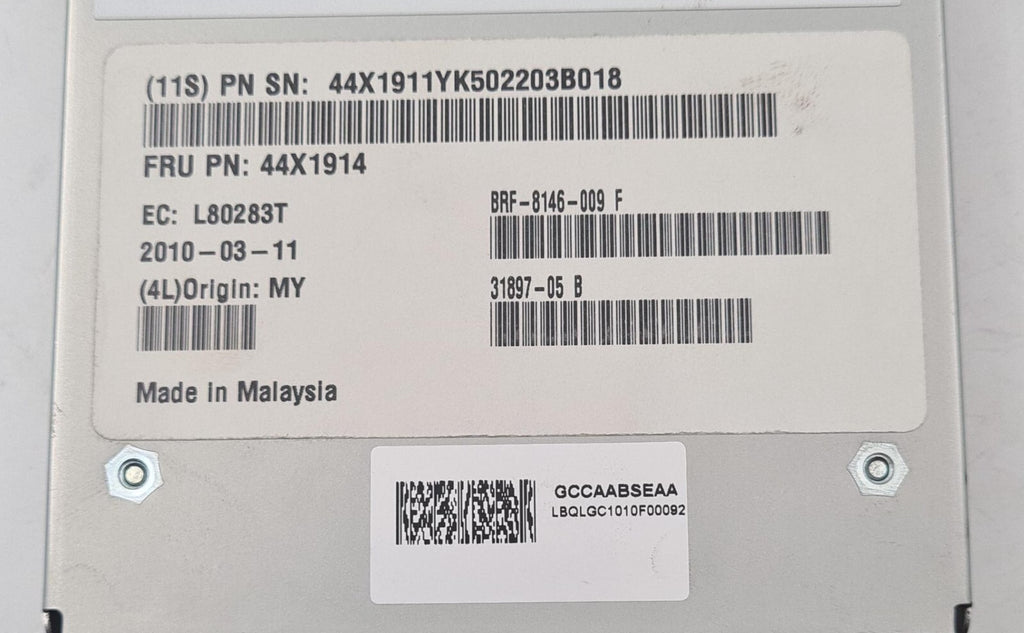 (11S) PN SN: 44X1911YK502203B018
FRU PN: 44X1914
EC: L80283T
2010-03-11
(4L)Origin: MY
Made in Malaysia
BRF-8146-009 F
31897-05 B
GCCAABSEAA
LBQLGC1010F00092